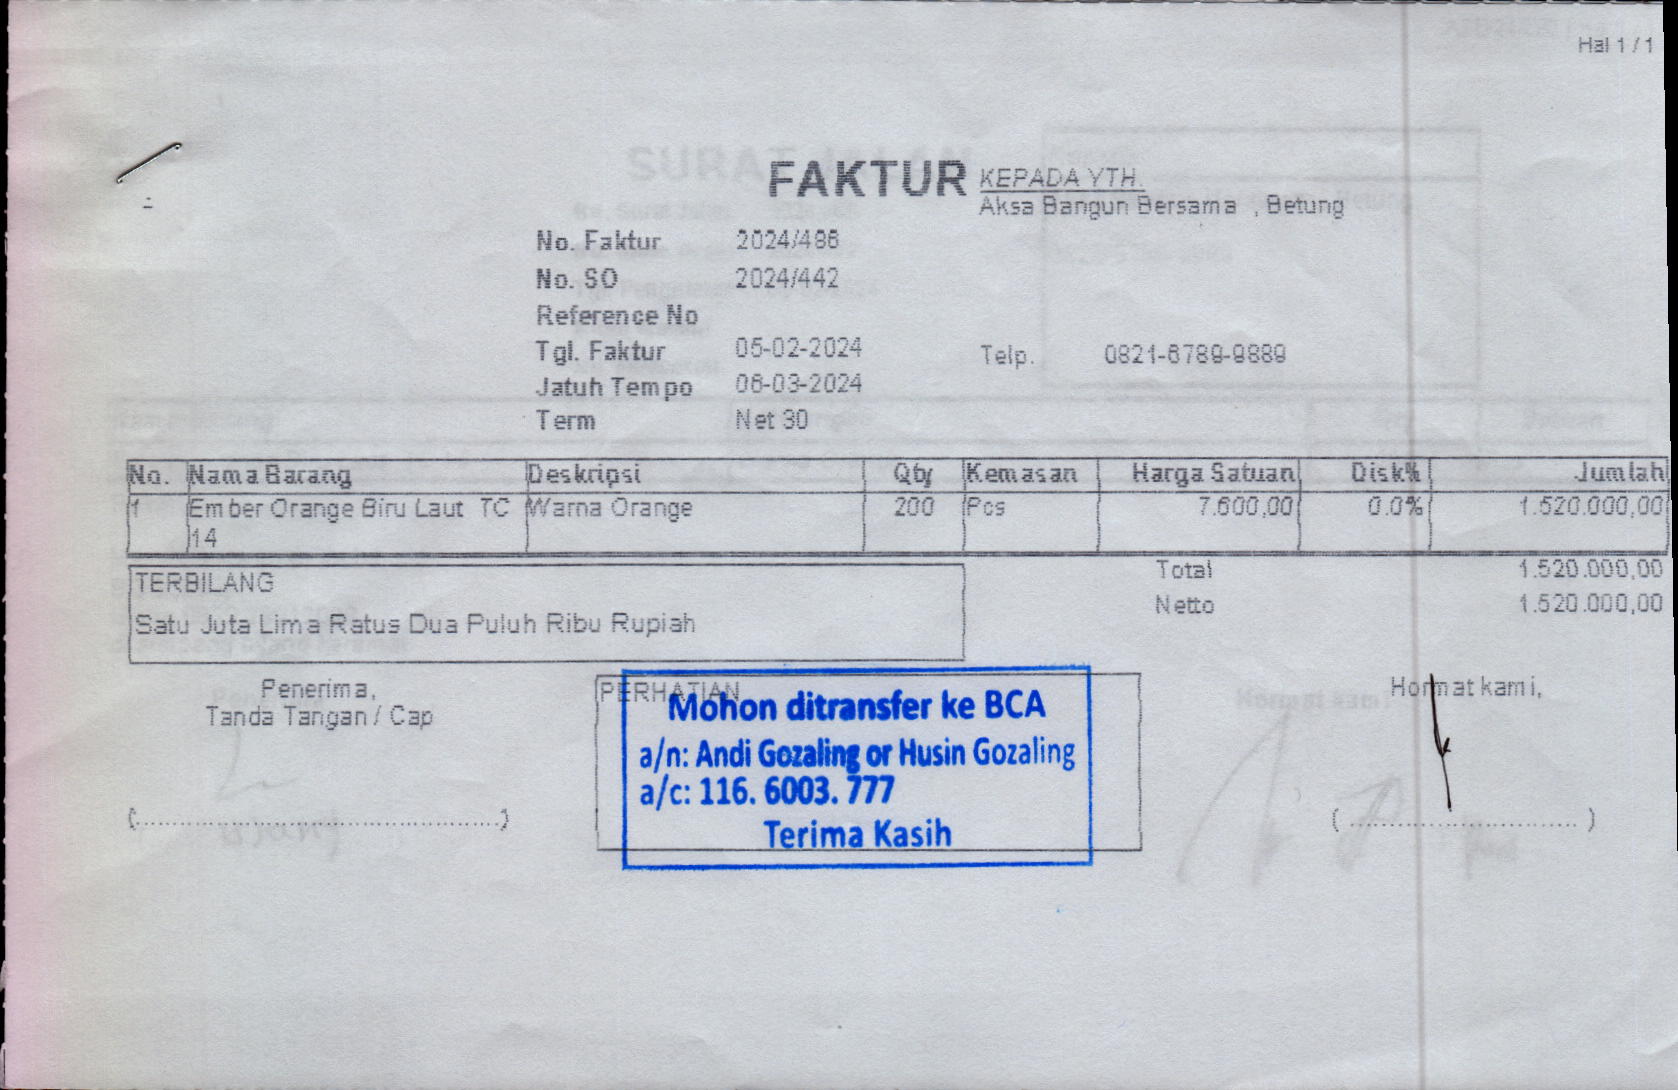 Hal 1 / 1
FAKTUR
KEPADA YTH.
Aksa Bangun Bersama , Betung
No. Faktur 2024/486
No. SO 2024/442
Reference No
Tgl. Faktur 05-02-2024
Telp. 0821-6789-9889
Jatuh Tempo 06-03-2024
Term Net 30
No. Nama Barang Deskripsi Qty Kemasan Harga Satuan Disk% Jumlah
1 Ember Orange Biru Laut TC Warna Orange 200 Pcs 7.600,00 0.0% 1.520.000,00
14
TERBILANG
Satu Juta Lima Ratus Dua Puluh Ribu Rupiah
Total 1.520.000,00
Netto 1.520.000,00
Penerima,
Tanda Tangan / Cap
(..........................................................)
PERHATIAN
Mohon ditransfer ke BCA
a/n: Andi Gozaling or Husin Gozaling
a/c: 116. 6003. 777
Terima Kasih
Hormat kami,
( .................................... )